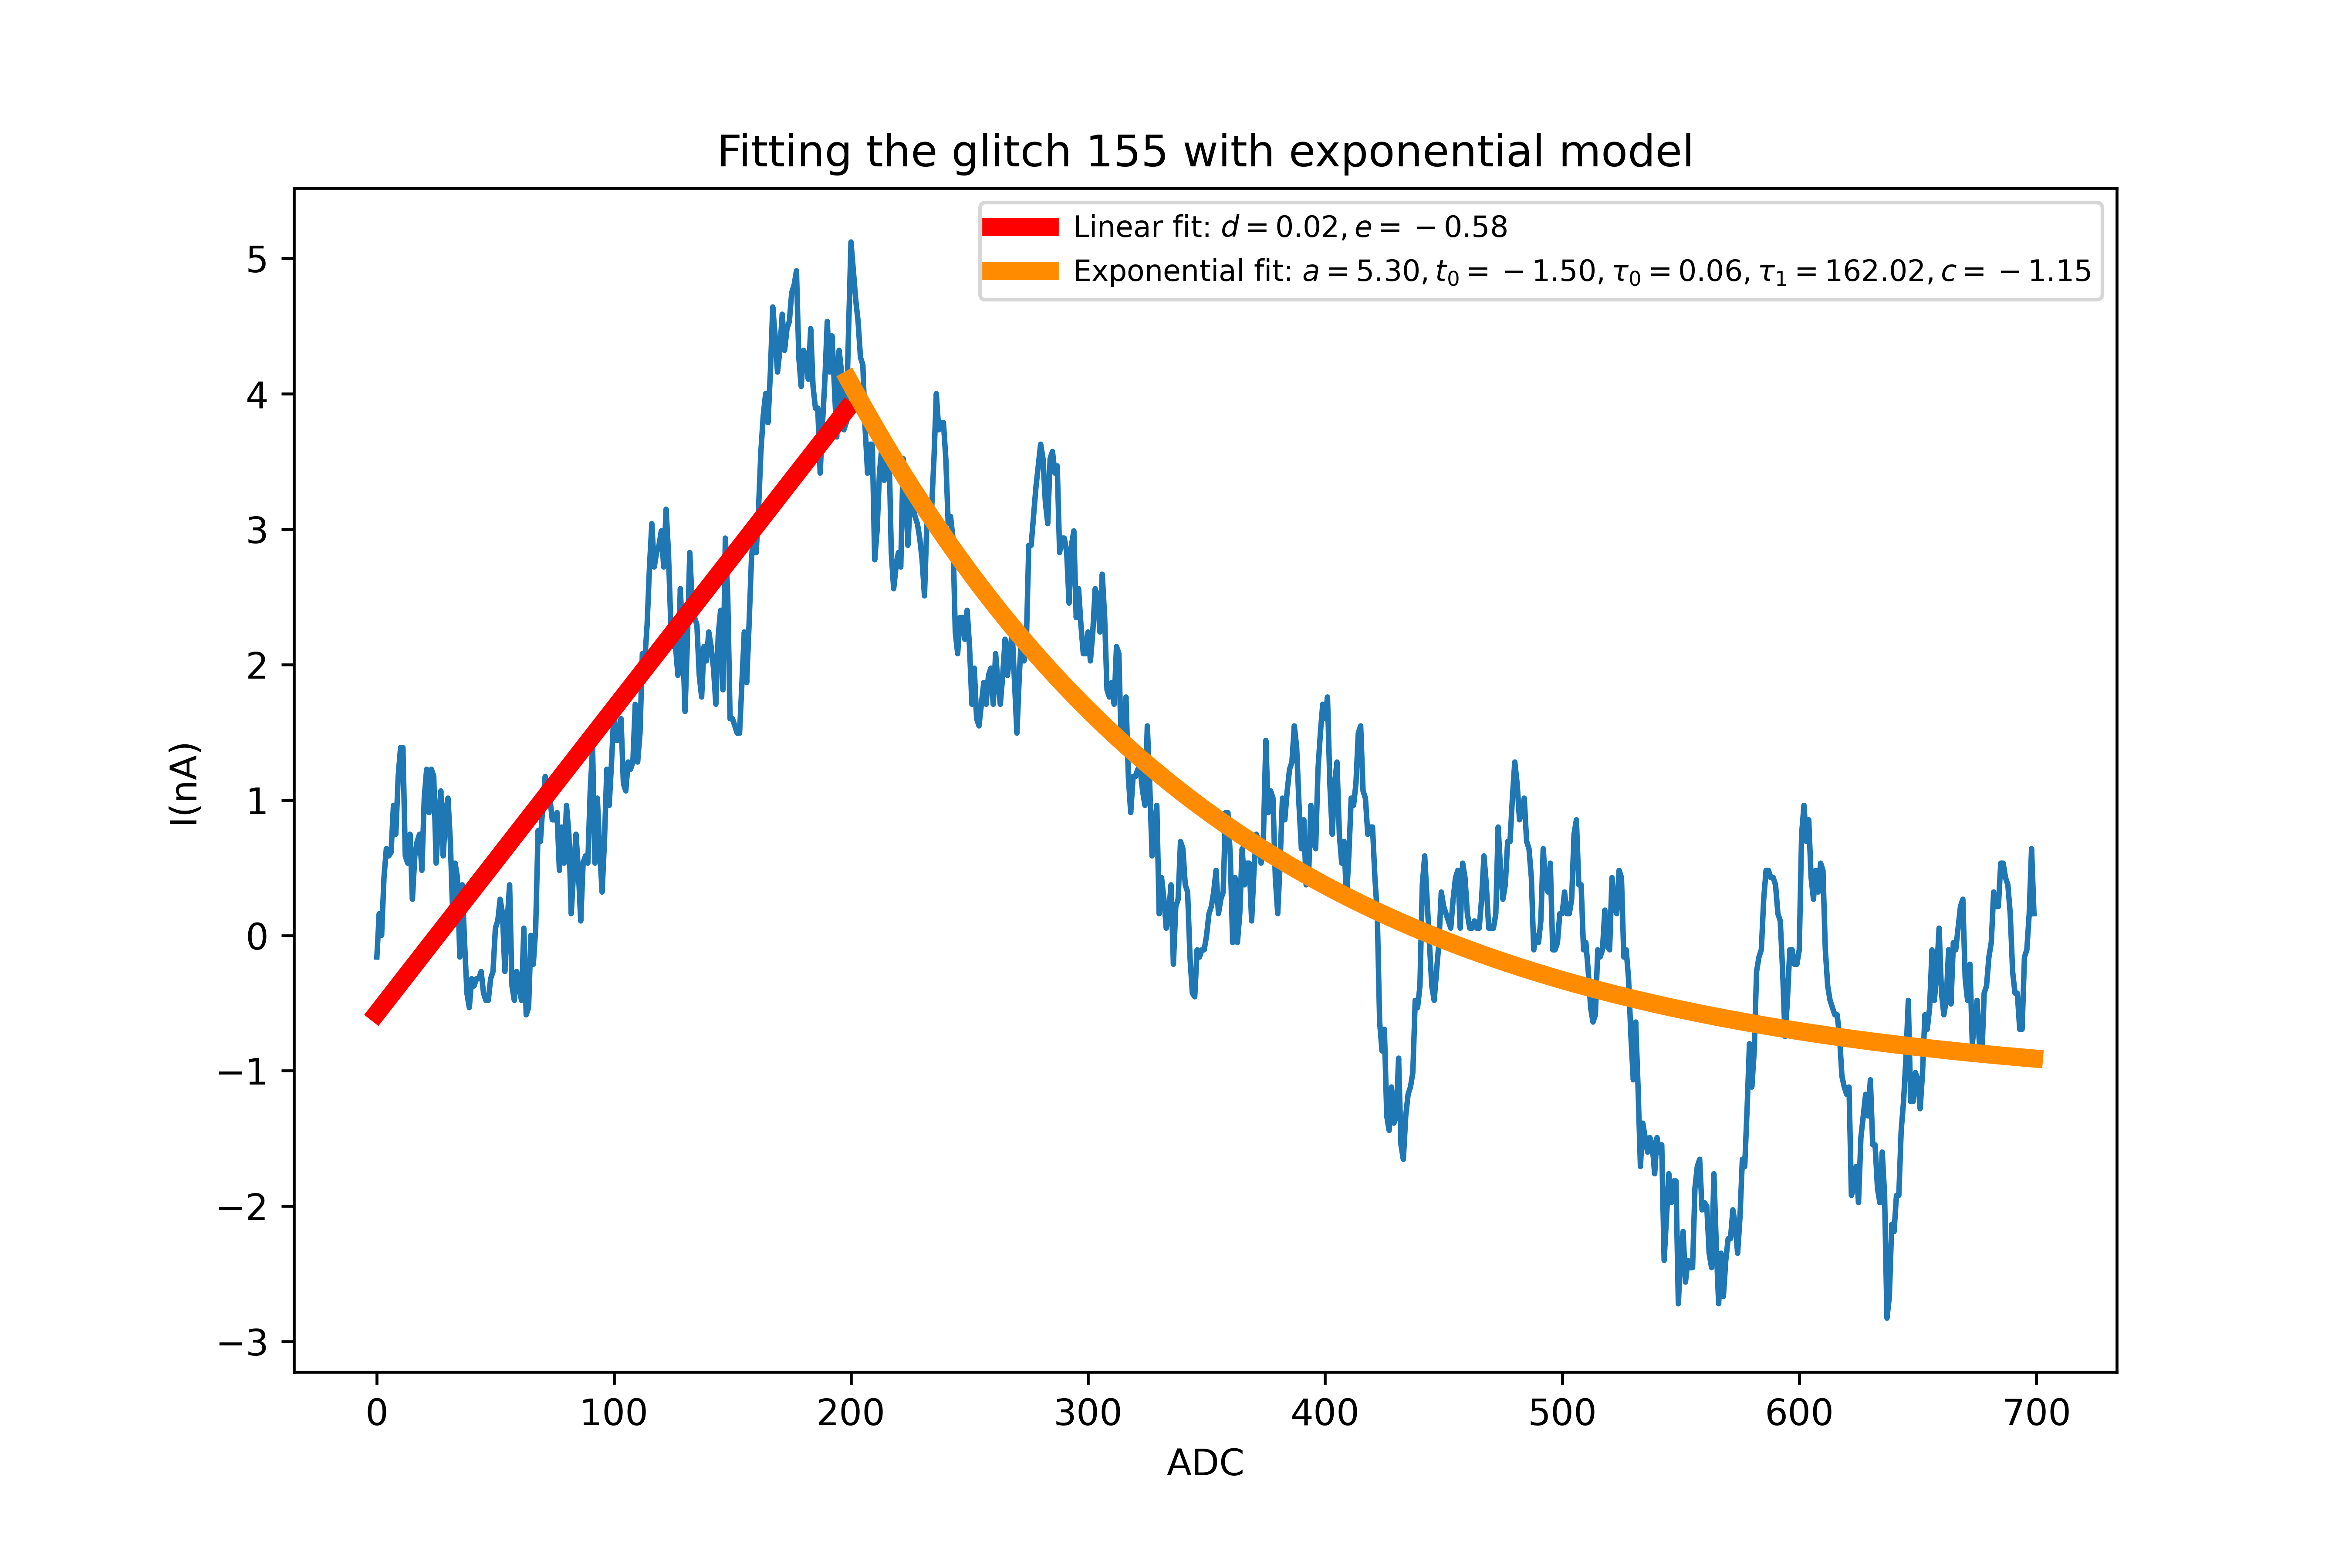 Fitting the glitch 155 with exponential model
Linear fit: d = 0.02, e = −0.58
Exponential fit: a = 5.30, t₀ = −1.50, τ₀ = 0.06, τ₁ = 162.02, c = −1.15
5
4
3
2
1
0
−1
−2
−3
I(nA)
0 100 200 300 400 500 600 700
ADC